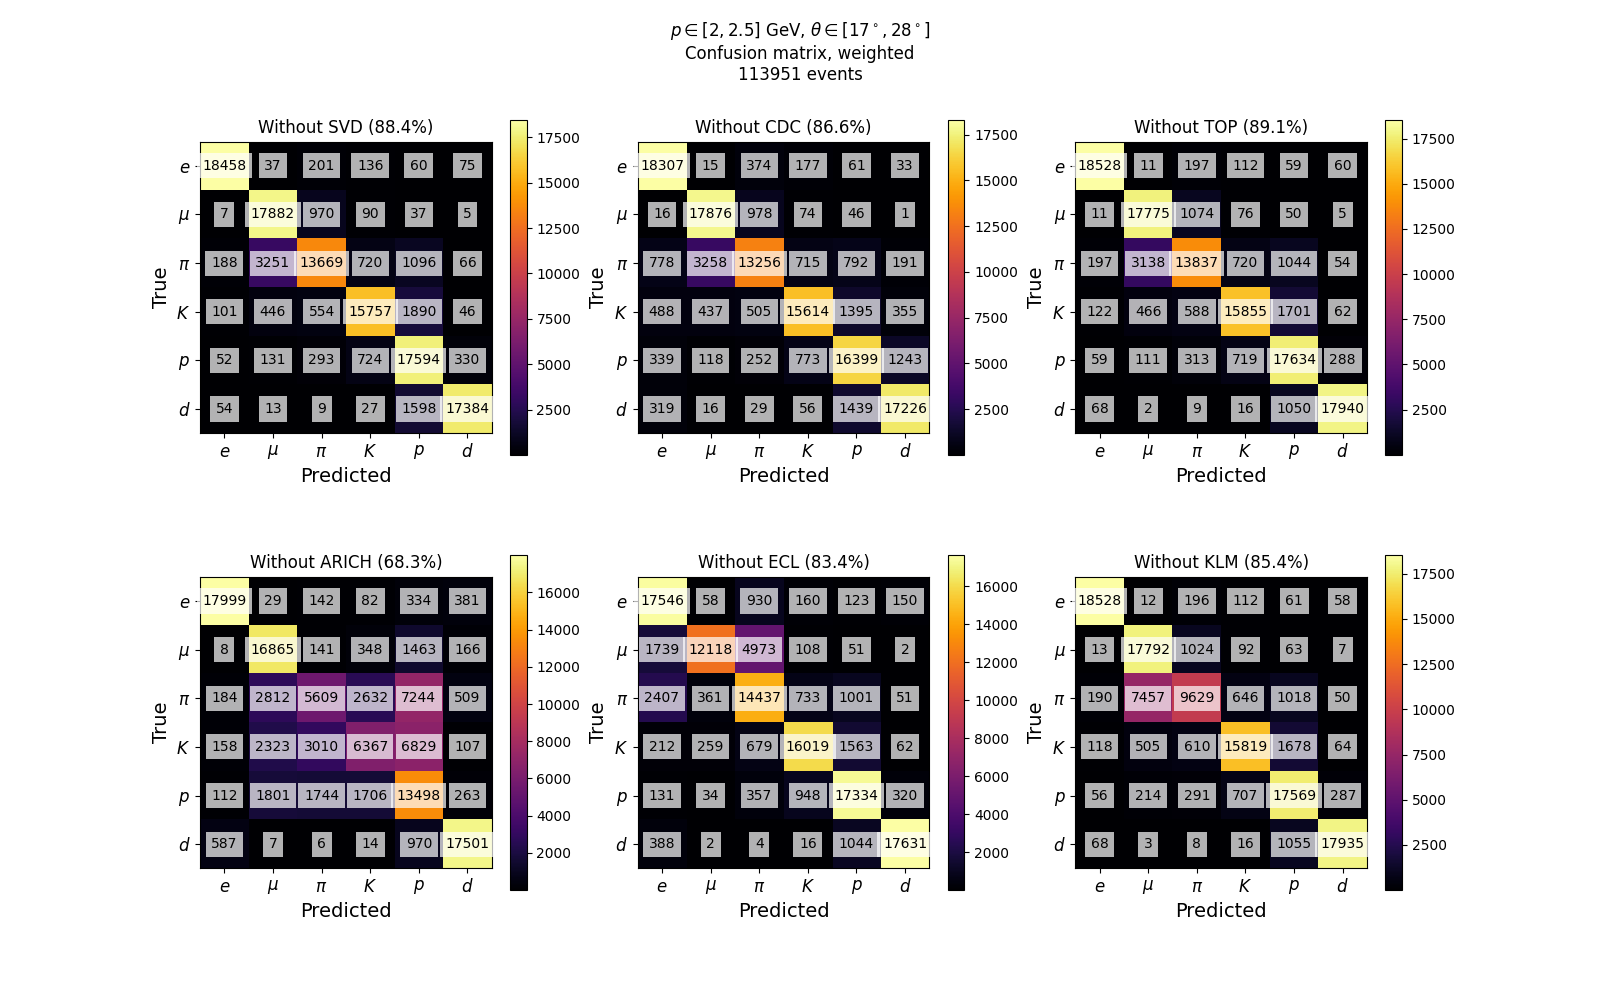 p ∈ [2, 2.5] GeV, θ ∈ [17°, 28°]
Confusion matrix, weighted
113951 events
Without SVD (88.4%)
True
e 18458 37 201 136 60 75
μ 7 17882 970 90 37 5
π 188 3251 13669 720 1096 66
K 101 446 554 15757 1890 46
p 52 131 293 724 17594 330
d 54 13 9 27 1598 17384
e μ π K p d
Predicted
17500
15000
12500
10000
7500
5000
2500
Without CDC (86.6%)
True
e 18307 15 374 177 61 33
μ 16 17876 978 74 46 1
π 778 3258 13256 715 792 191
K 488 437 505 15614 1395 355
p 339 118 252 773 16399 1243
d 319 16 29 56 1439 17226
e μ π K p d
Predicted
17500
15000
12500
10000
7500
5000
2500
Without TOP (89.1%)
True
e 18528 11 197 112 59 60
μ 11 17775 1074 76 50 5
π 197 3138 13837 720 1044 54
K 122 466 588 15855 1701 62
p 59 111 313 719 17634 288
d 68 2 9 16 1050 17940
e μ π K p d
Predicted
17500
15000
12500
10000
7500
5000
2500
Without ARICH (68.3%)
True
e 17999 29 142 82 334 381
μ 8 16865 141 348 1463 166
π 184 2812 5609 2632 7244 509
K 158 2323 3010 6367 6829 107
p 112 1801 1744 1706 13498 263
d 587 7 6 14 970 17501
e μ π K p d
Predicted
16000
14000
12000
10000
8000
6000
4000
2000
Without ECL (83.4%)
True
e 17546 58 930 160 123 150
μ 1739 12118 4973 108 51 2
π 2407 361 14437 733 1001 51
K 212 259 679 16019 1563 62
p 131 34 357 948 17334 320
d 388 2 4 16 1044 17631
e μ π K p d
Predicted
16000
14000
12000
10000
8000
6000
4000
2000
Without KLM (85.4%)
True
e 18528 12 196 112 61 58
μ 13 17792 1024 92 63 7
π 190 7457 9629 646 1018 50
K 118 505 610 15819 1678 64
p 56 214 291 707 17569 287
d 68 3 8 16 1055 17935
e μ π K p d
Predicted
17500
15000
12500
10000
7500
5000
2500